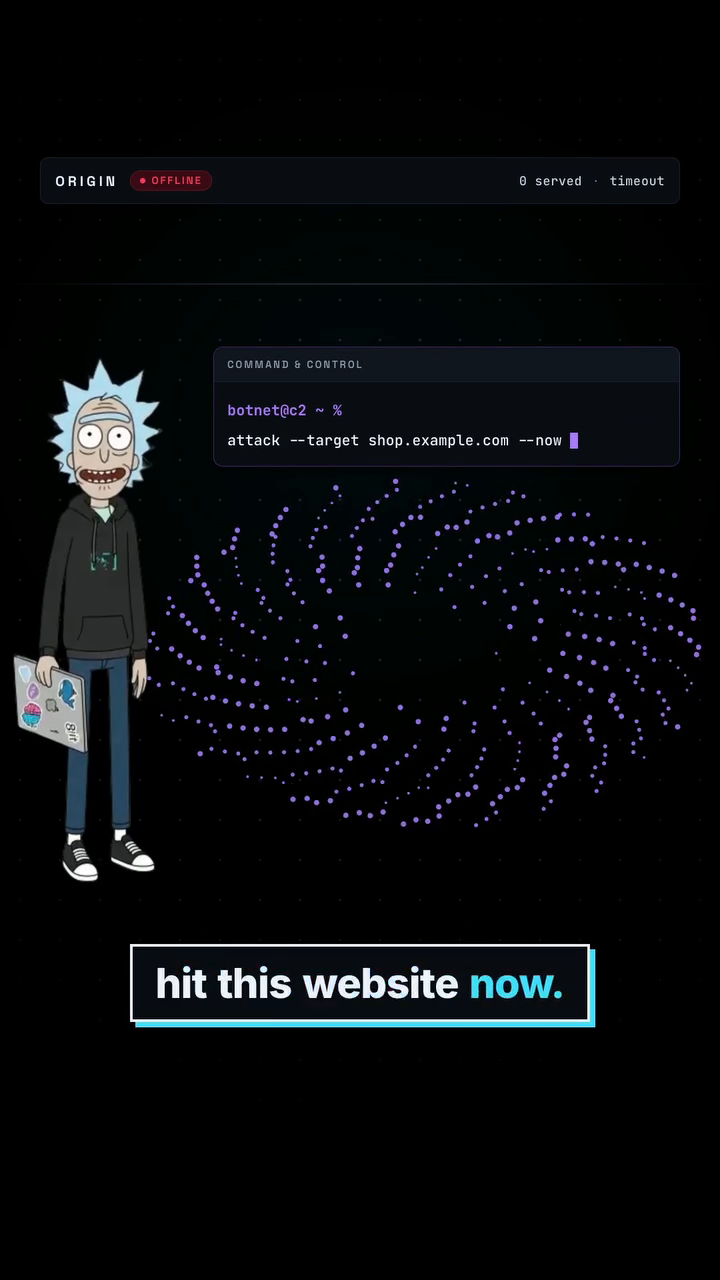 ORIGIN OFFLINE 0 served · timeout
COMMAND & CONTROL
botnet@c2 ~ %
attack --target shop.example.com --now
8it
hit this website now.